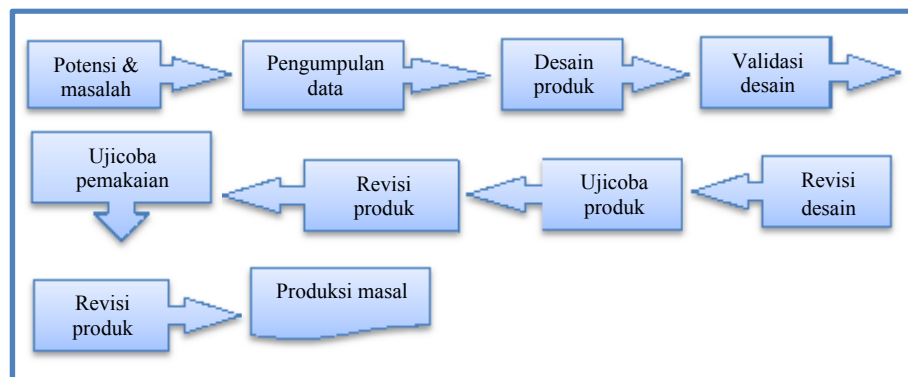 Potensi &
masalah
Pengumpulan
data
Desain
produk
Validasi
desain
Revisi
desain
Ujicoba
produk
Revisi
produk
Ujicoba
pemakaian
Revisi
produk
Produksi masal